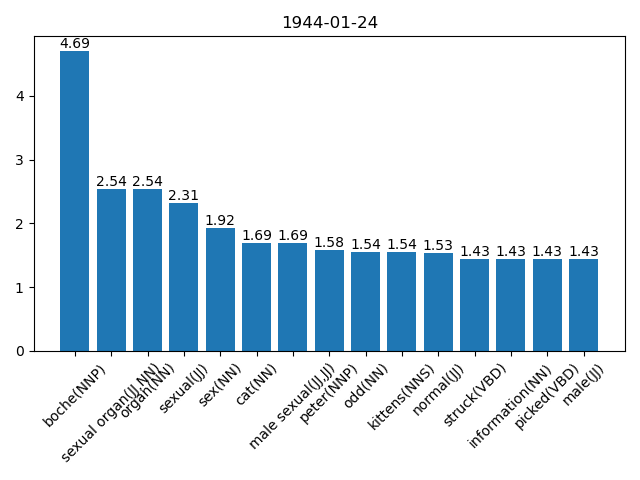 1944-01-24
4.69
2.54
2.54
2.31
1.92
1.69
1.69
1.58
1.54
1.54
1.53
1.43
1.43
1.43
1.43
4
3
2
1
0
boche(NNP)
sexual organ(JJ,NN)
organ(NN)
sexual(JJ)
sex(NN)
cat(NN)
male sexual(JJ,JJ)
peter(NNP)
odd(NN)
kittens(NNS)
normal(JJ)
struck(VBD)
information(NN)
picked(VBD)
male(JJ)